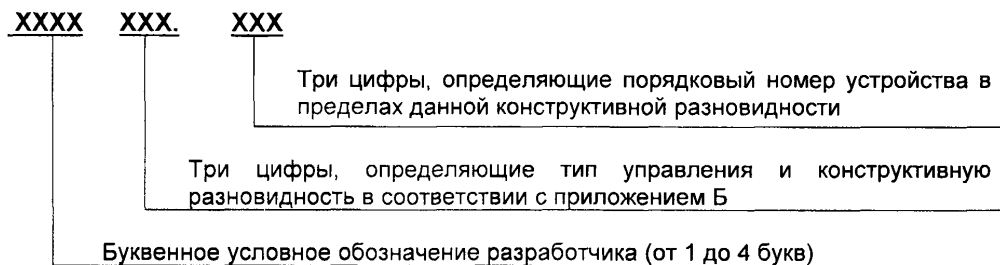 XXXX XXX. XXX
Три цифры, определяющие порядковый номер устройства в
пределах данной конструктивной разновидности
Три цифры, определяющие тип управления и конструктивную
разновидность в соответствии с приложением Б
Буквенное условное обозначение разработчика (от 1 до 4 букв)